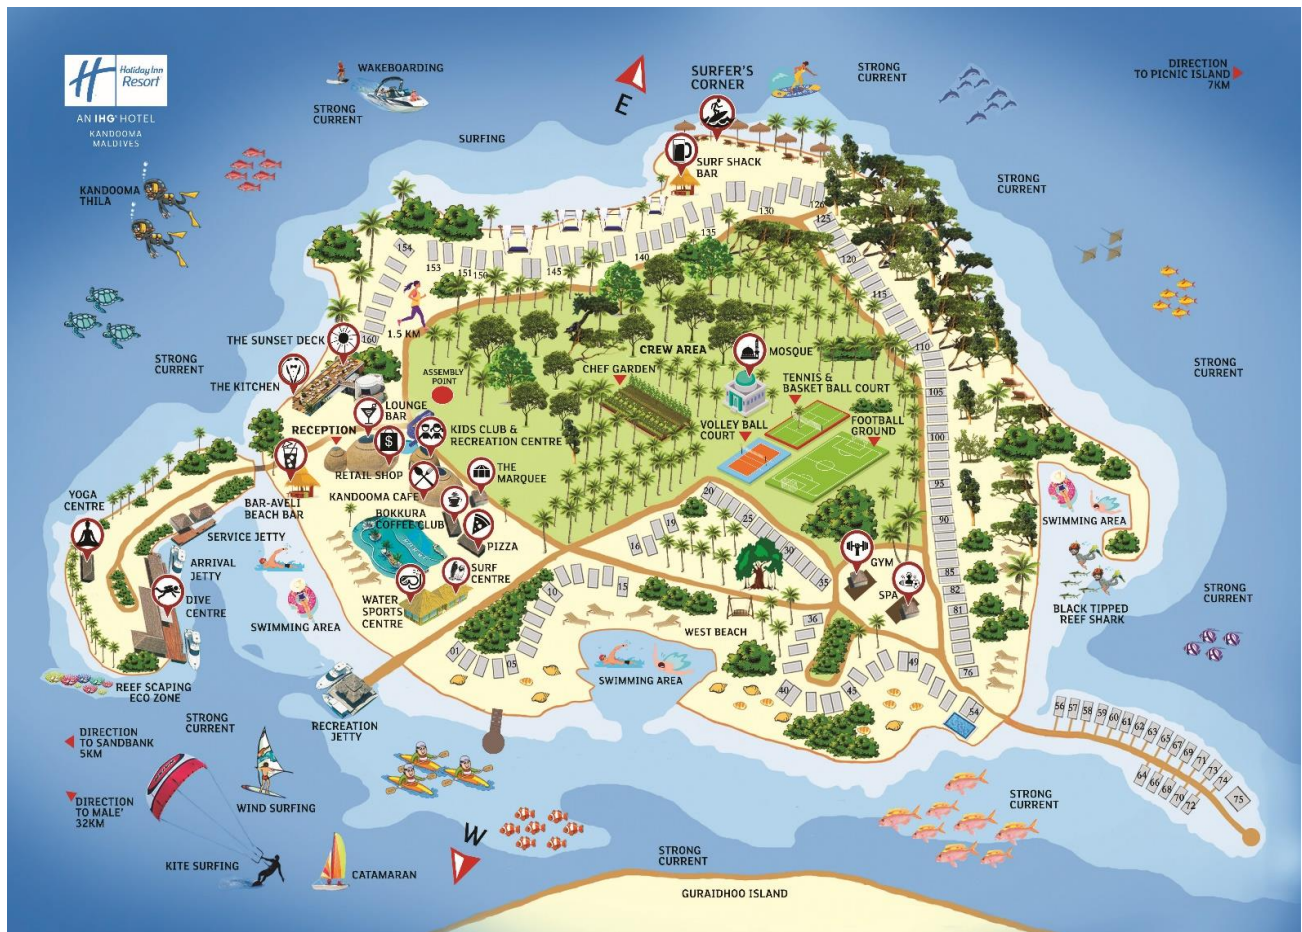 Holiday Inn
Resort
AN IHG® HOTEL
KANDOOMA
MALDIVES
WAKEBOARDING
STRONG
CURRENT
SURFING
E
SURFER'S
CORNER
STRONG
CURRENT
DIRECTION
TO PICNIC ISLAND
7KM
SURF SHACK
BAR
STRONG
CURRENT
KANDOOMA
THILA
154
153
151
150
145
140
135
130
126
125
120
115
110
105
100
95
90
85
82
81
76
160
1.5 KM
THE SUNSET DECK
THE KITCHEN
STRONG
CURRENT
ASSEMBLY
POINT
CREW AREA
CHEF GARDEN
MOSQUE
TENNIS &
BASKET BALL COURT
VOLLEY BALL
COURT
FOOTBALL
GROUND
STRONG
CURRENT
LOUNGE
BAR
RECEPTION
$
KIDS CLUB &
RECREATION CENTRE
RETAIL SHOP
THE
MARQUEE
KANDOOMA CAFE
BOKKURA
COFFEE CLUB
PIZZA
BAR-AVELI
BEACH BAR
SERVICE JETTY
YOGA
CENTRE
ARRIVAL
JETTY
DIVE
CENTRE
SURF
CENTRE
WATER
SPORTS
CENTRE
SWIMMING AREA
REEF SCAPING
ECO ZONE
RECREATION
JETTY
20
19
16
25
30
35
GYM
SPA
10
15
01
05
WEST BEACH
36
40
45
49
54
SWIMMING AREA
SWIMMING AREA
BLACK TIPPED
REEF SHARK
STRONG
CURRENT
56
57
58
59
60
61
62
63
65
67
69
71
73
74
64
66
68
70
72
75
STRONG
CURRENT
DIRECTION
TO SANDBANK
5KM
DIRECTION
TO MALE'
32KM
WIND SURFING
KITE SURFING
CATAMARAN
W
STRONG
CURRENT
STRONG
CURRENT
GURAIDHOO ISLAND